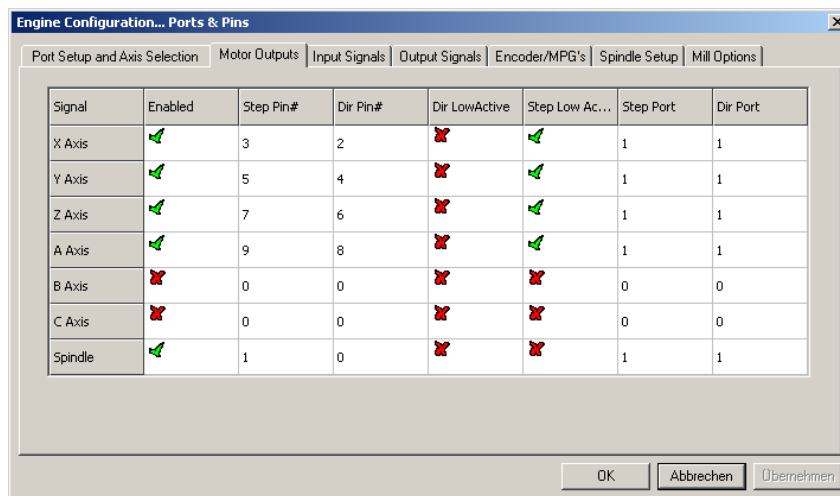 Engine Configuration... Ports & Pins
Port Setup and Axis Selection Motor Outputs Input Signals Output Signals Encoder/MPG's Spindle Setup Mill Options
Signal Enabled Step Pin# Dir Pin# Dir LowActive Step Low Ac... Step Port Dir Port
X Axis 3 2 1 1
Y Axis 5 4 1 1
Z Axis 7 6 1 1
A Axis 9 8 1 1
B Axis 0 0 0 0
C Axis 0 0 0 0
Spindle 1 0 1 1
OK Abbrechen Übernehmen